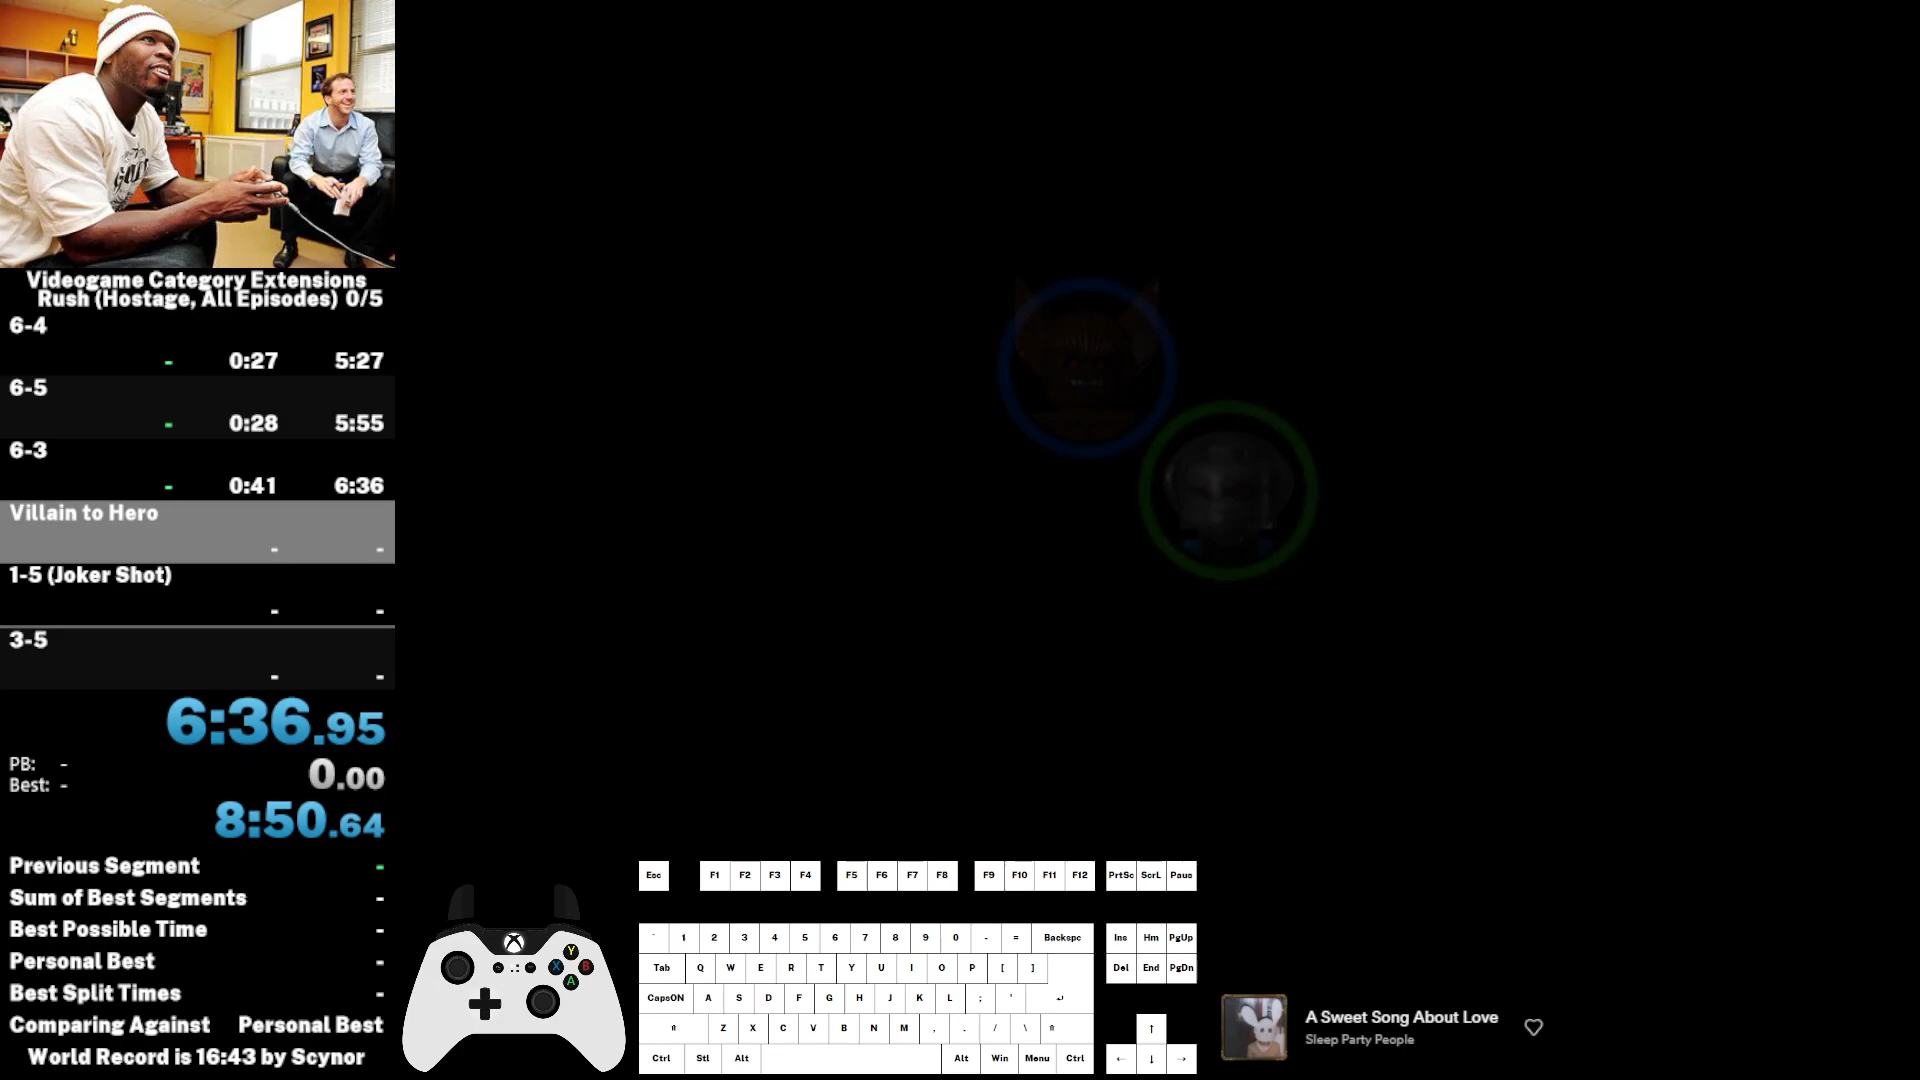 Videogame Category Extensions
Rush (Hostage, All Episodes) 0/5
6-4
- 0:27 5:27
6-5
- 0:28 5:55
6-3
- 0:41 6:36
Villain to Hero
- -
1-5 (Joker Shot)
- -
3-5
- -
6:36.95
PB: -
Best: -
0.00
8:50.64
Previous Segment -
Sum of Best Segments -
Best Possible Time -
Personal Best -
Best Split Times -
Comparing Against Personal Best
World Record is 16:43 by Scynor
Y
X B
A
Esc F1 F2 F3 F4 F5 F6 F7 F8 F9 F10 F11 F12 PrtSc ScrL Paus
` 1 2 3 4 5 6 7 8 9 0 - = Backspc Ins Hm PgUp
Tab Q W E R T Y U I O P [ ] Del End PgDn
CapsON A S D F G H J K L ; ' ↵
⇧ Z X C V B N M , . / \ ⇧ ↑
Ctrl Stl Alt Alt Win Menu Ctrl ← ↓ →
A Sweet Song About Love
Sleep Party People